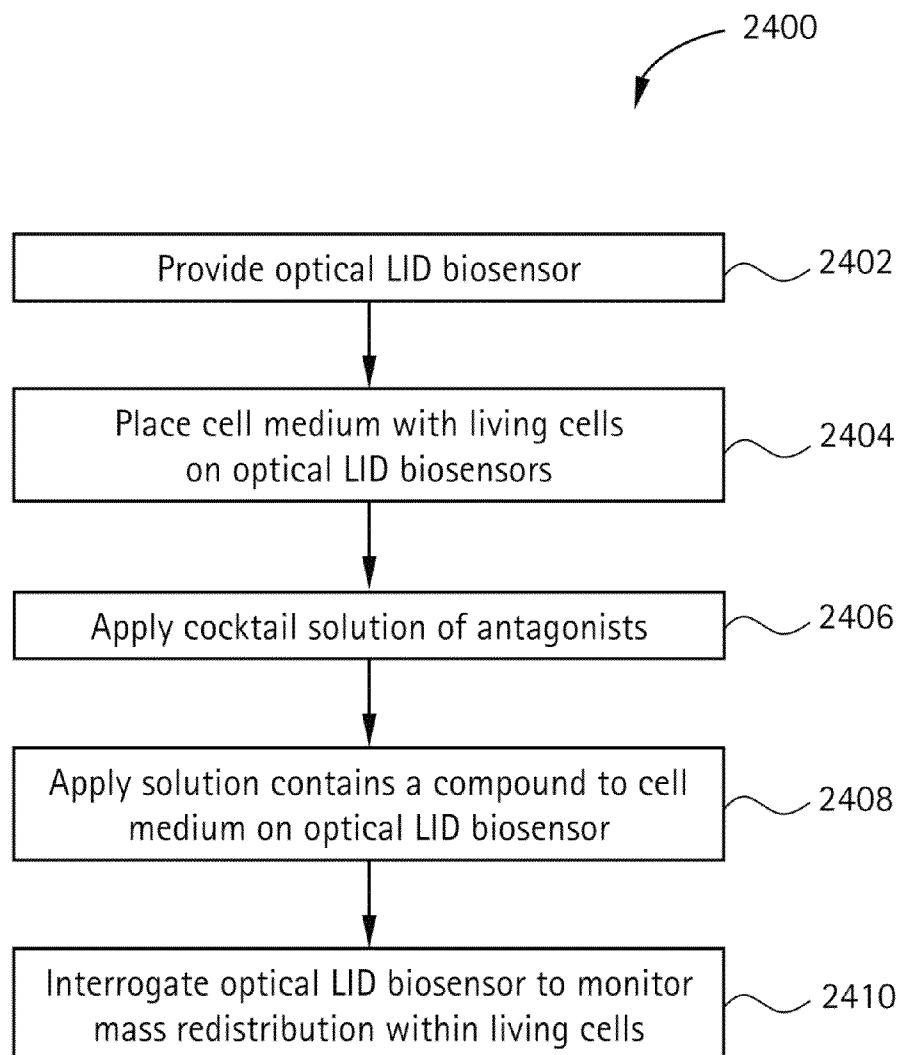 2400
Provide optical LID biosensor
2402
Place cell medium with living cells
on optical LID biosensors
2404
Apply cocktail solution of antagonists
2406
Apply solution contains a compound to cell
medium on optical LID biosensor
2408
Interrogate optical LID biosensor to monitor
mass redistribution within living cells
2410